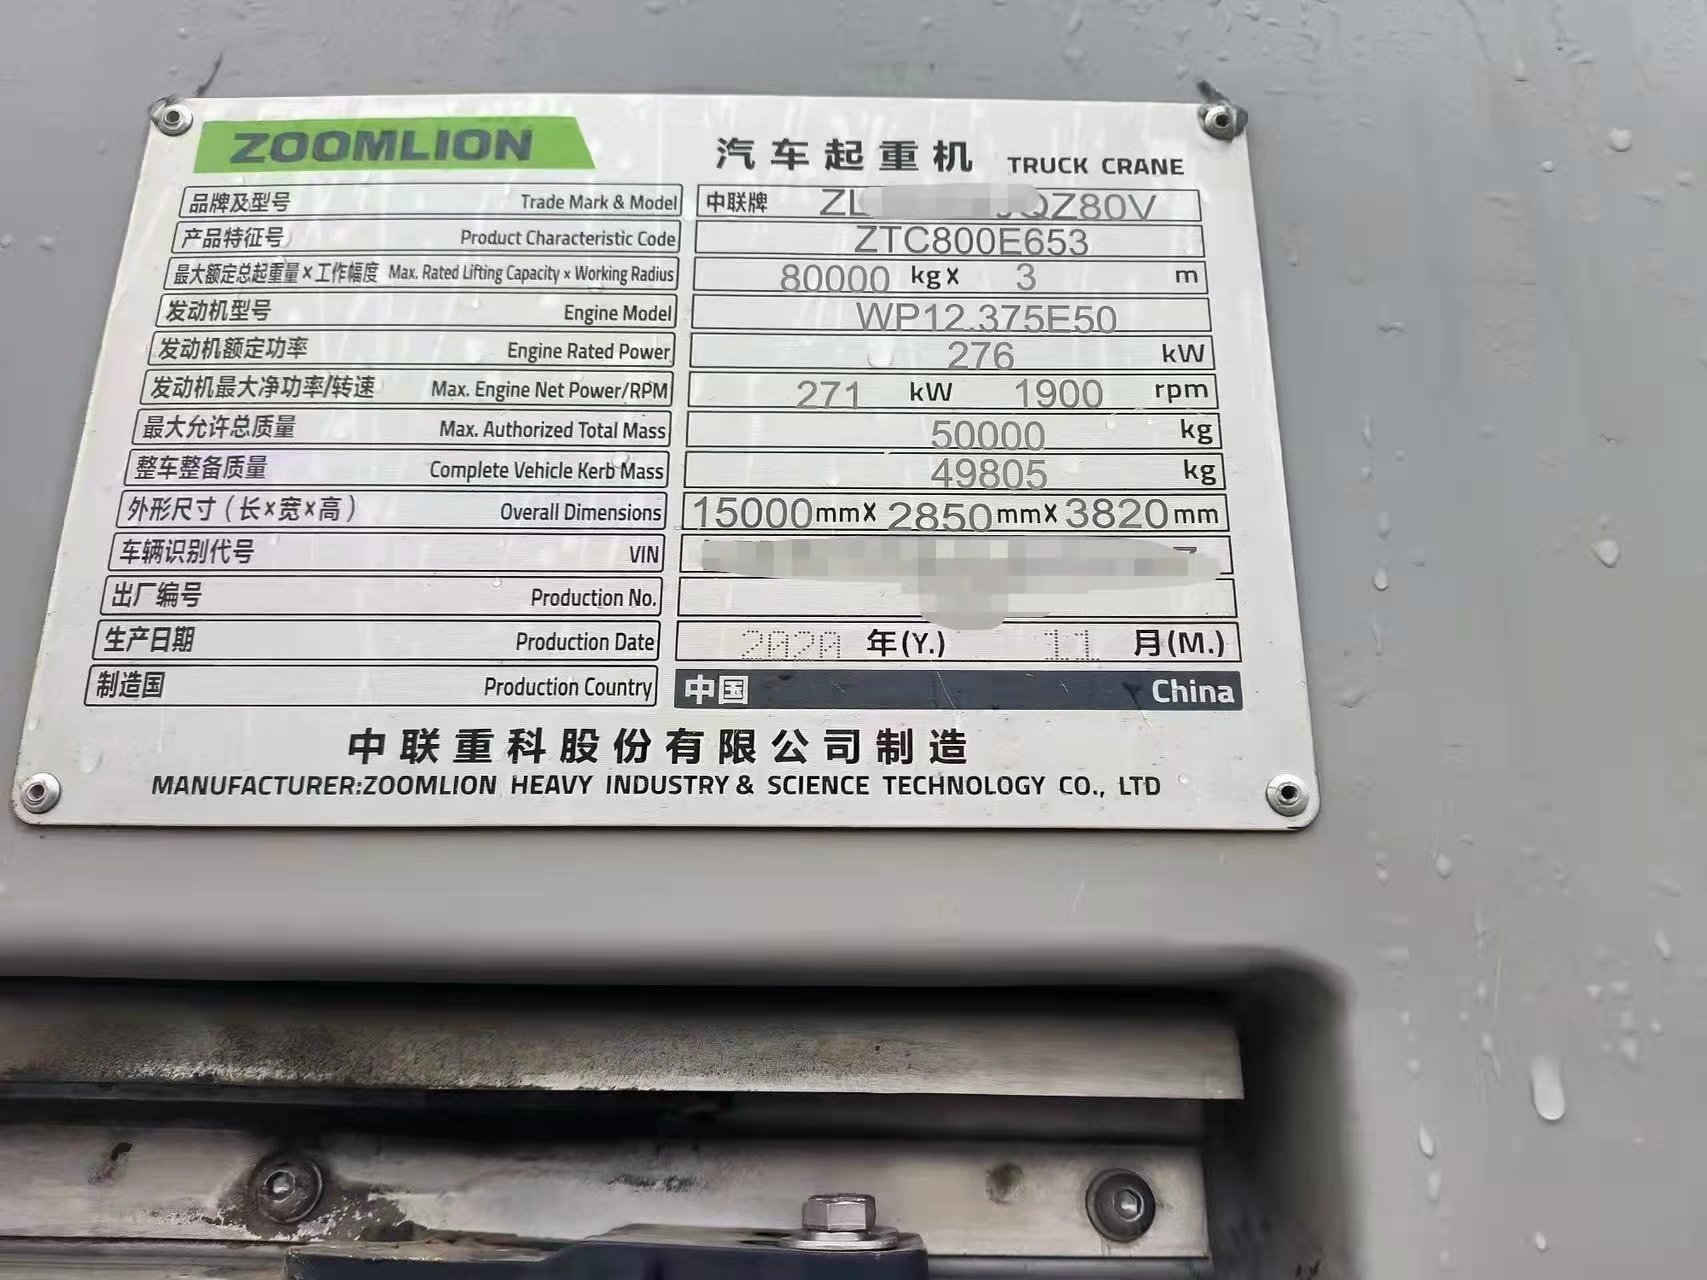 ZOOMLION 汽车起重机 TRUCK CRANE
品牌及型号 Trade Mark & Model 中联牌 QZ80V
产品特征号 Product Characteristic Code ZTC800E653
最大额定总起重量×工作幅度 Max. Rated Lifting Capacity × Working Radius 80000 kg× 3 m
发动机型号 Engine Model WP12.375E50
发动机额定功率 Engine Rated Power 276 kW
发动机最大净功率/转速 Max. Engine Net Power/RPM 271 kW 1900 rpm
最大允许总质量 Max. Authorized Total Mass 50000 kg
整车整备质量 Complete Vehicle Kerb Mass 49805 kg
外形尺寸(长×宽×高) Overall Dimensions 15000mm× 2850mm× 3820mm
车辆识别代号 VIN
出厂编号 Production No.
生产日期 Production Date 2020 年(Y.) 11 月(M.)
制造国 Production Country 中国 China
中联重科股份有限公司制造
MANUFACTURER:ZOOMLION HEAVY INDUSTRY & SCIENCE TECHNOLOGY CO., LTD